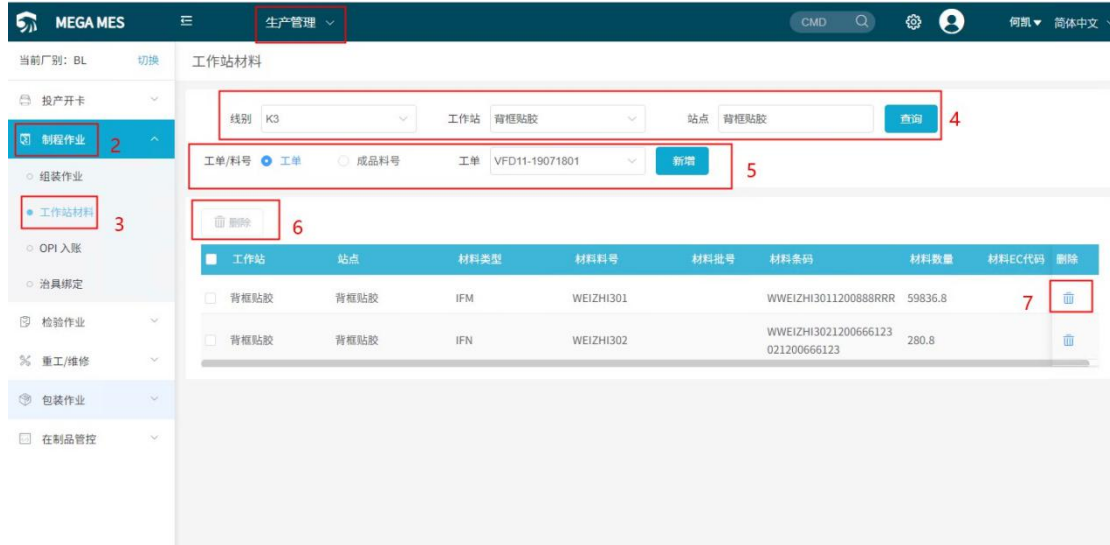 MEGA MES 生产管理 CMD 何凯 简体中文
当前厂别: BL 切换 工作站材料
投产开卡
线别 K3 工作站 背框贴胶 站点 背框贴胶 查询 4
制程作业 2
工单/料号 工单 成品料号 工单 VFD11-19071801 新增 5
组装作业
工作站材料 3
删除 6
OPI 入账
工作站 站点 材料类型 材料料号 材料批号 材料条码 材料数量 材料EC代码 删除
治具绑定
背框贴胶 背框贴胶 IFM WEIZHI301 WWEIZHI3011200888RRR 59836.8 7
检验作业
背框贴胶 背框贴胶 IFN WEIZHI302 WWEIZHI3021200666123 280.8
021200666123
重工/维修
包装作业
在制品管控